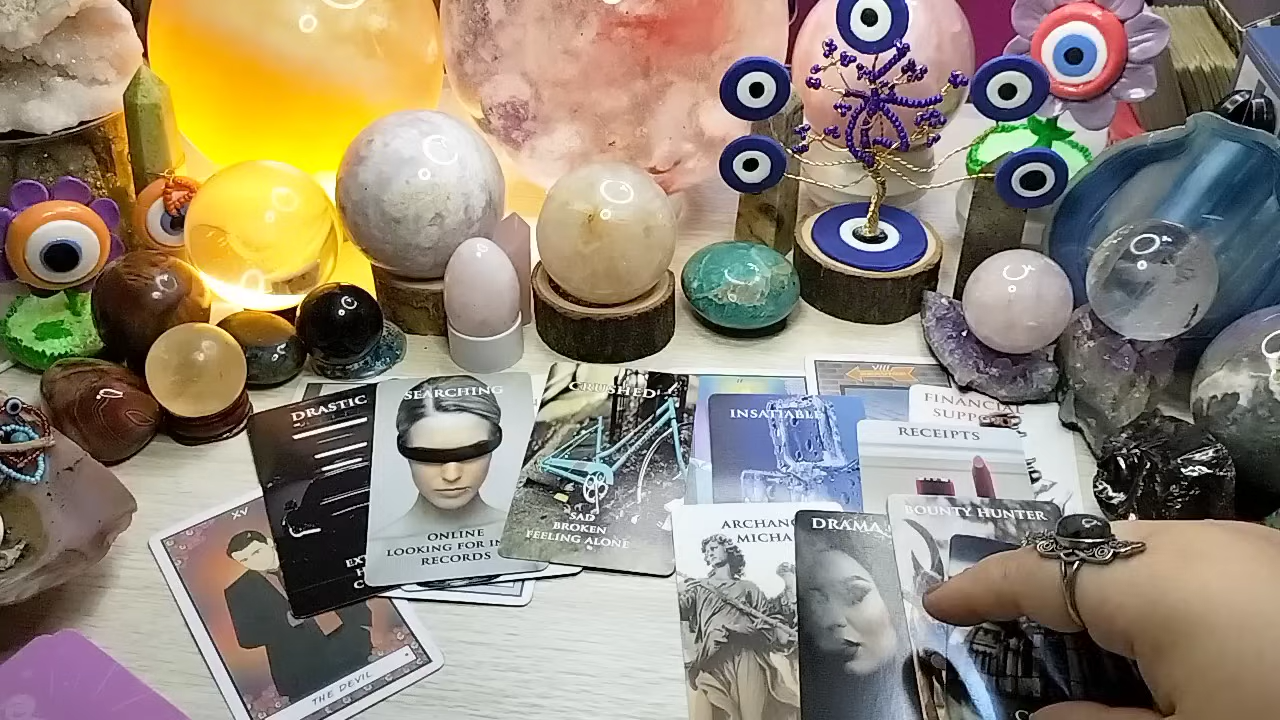 DRASTIC
SEARCHING
ONLINE
LOOKING FOR IN
RECORDS
CRUSHED
SAD
BROKEN
FEELING ALONE
INSATIABLE
VIII
FINANCIAL
RECEIPTS
XV
THE DEVIL
DRAMA
BOUNTY HUNTER